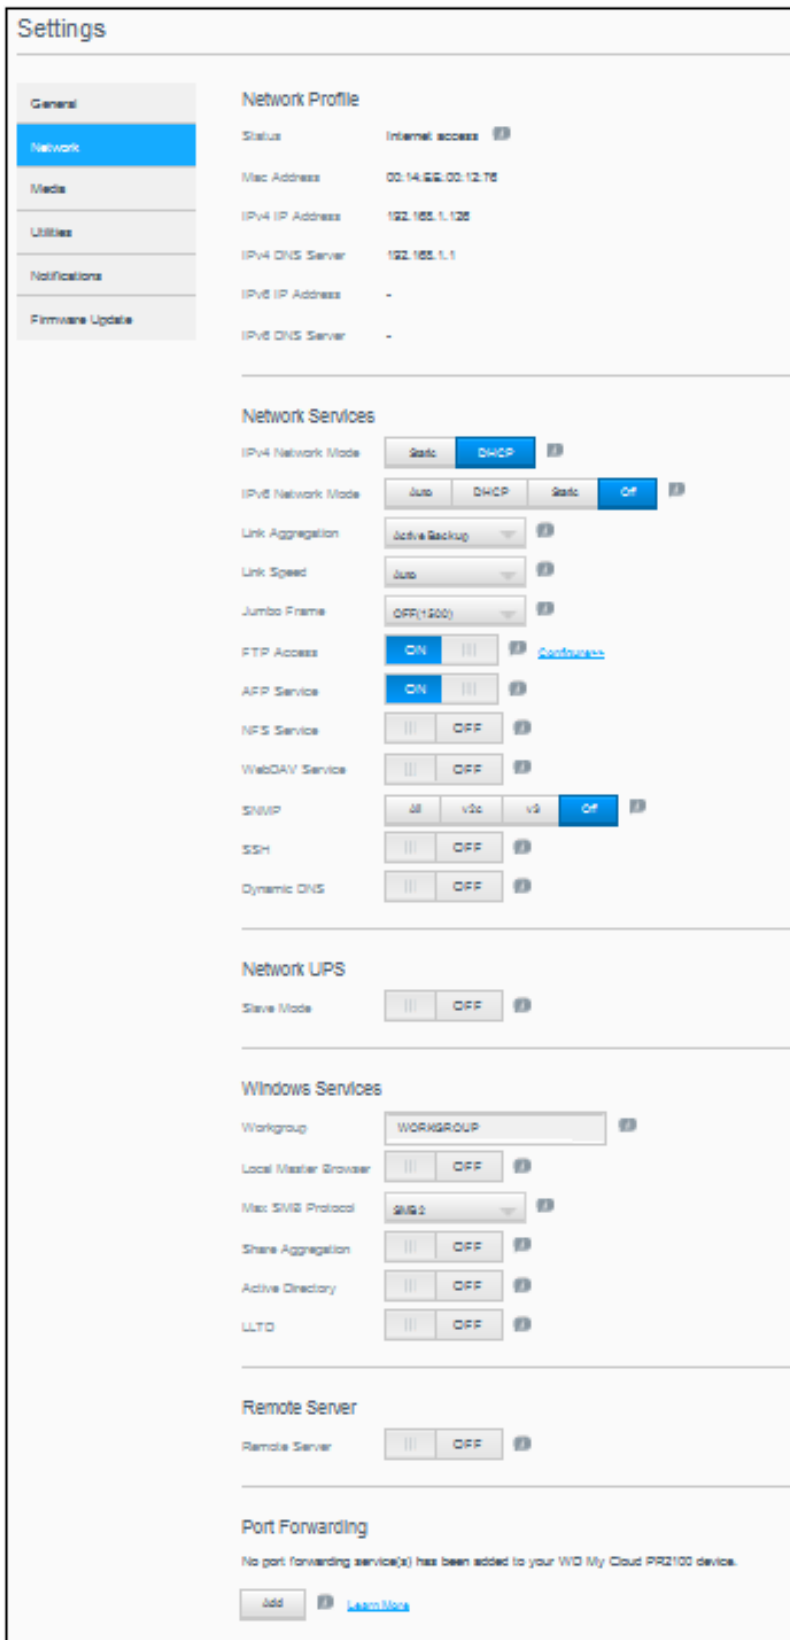 Settings
General
Network
Media
Utilities
Notifications
Firmware Update
Network Profile
Status Internet access
Mac Address 00:14:EE:00:12:76
IPv4 IP Address 192.168.1.126
IPv4 DNS Server 192.168.1.1
IPv6 IP Address -
IPv6 DNS Server -
Network Services
IPv4 Network Mode Static DHCP
IPv6 Network Mode Auto DHCP Static Off
Link Aggregation Active Backup
Link Speed Auto
Jumbo Frame OFF(1500)
FTP Access ON Configure>>
AFP Service ON
NFS Service OFF
WebDAV Service OFF
SNMP All v2c v3 Off
SSH OFF
Dynamic DNS OFF
Network UPS
Slave Mode OFF
Windows Services
Workgroup WORKGROUP
Local Master Browser OFF
Max SMB Protocol SMB 2
Share Aggregation OFF
Active Directory OFF
LLTD OFF
Remote Server
Remote Server OFF
Port Forwarding
No port forwarding service(s) has been added to your WD My Cloud PR2100 device.
Add Learn More